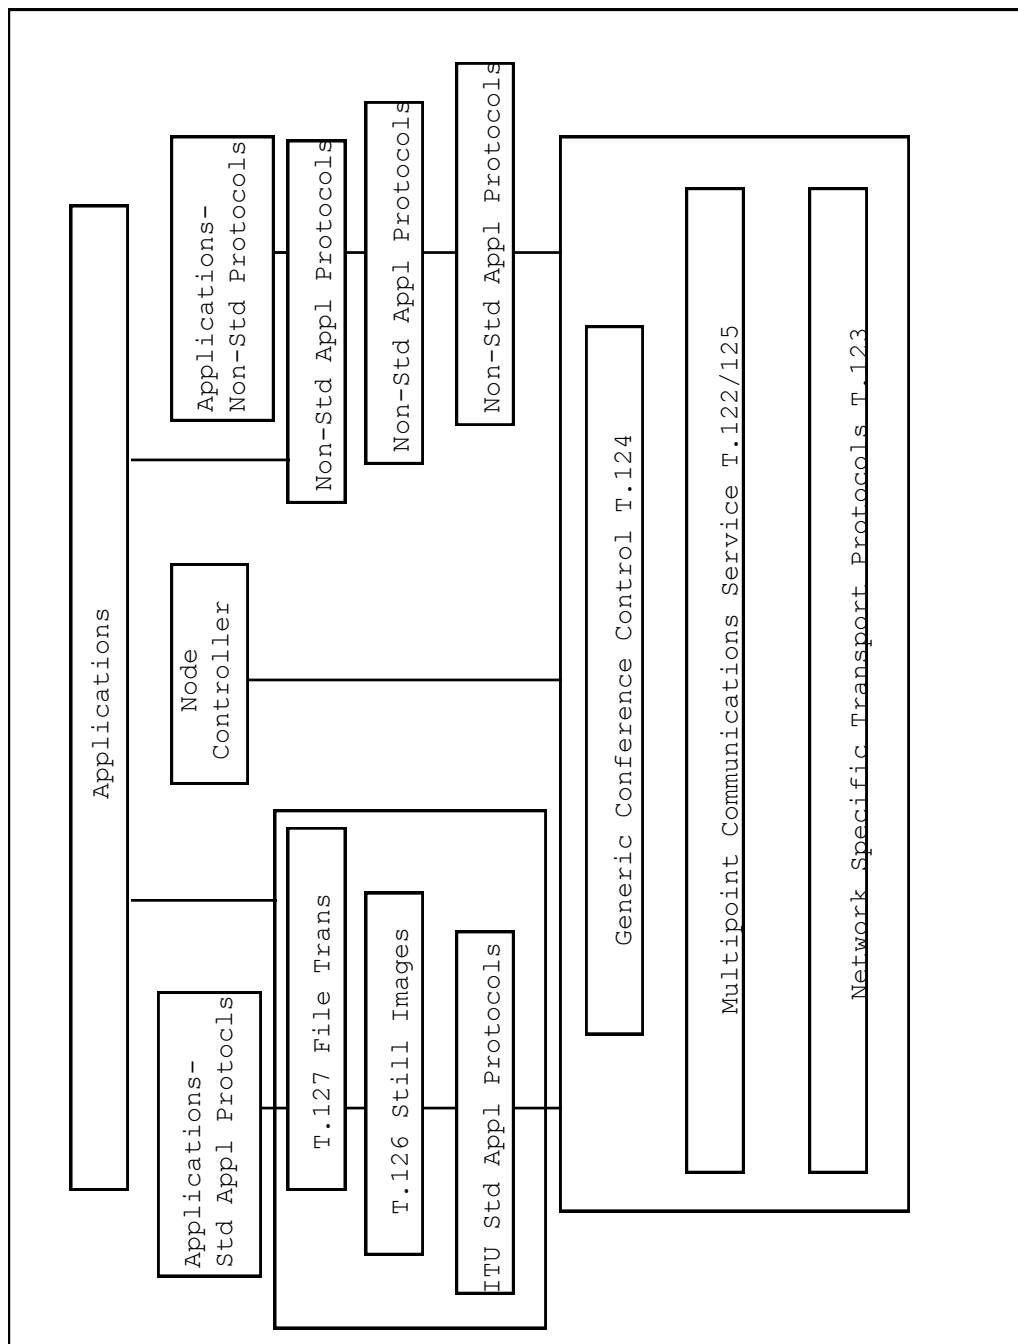 Applications
Applications-
Std Appl Protocls
Node
Controller
Applications-
Non-Std Protocols
T.127 File Trans
Non-Std Appl Protocols
T.126 Still Images
Non-Std Appl Protocols
ITU Std Appl Protocols
Non-Std Appl Protocols
Generic Conference Control T.124
Multipoint Communications Service T.122/125
Network Specific Transport Protocols T.123